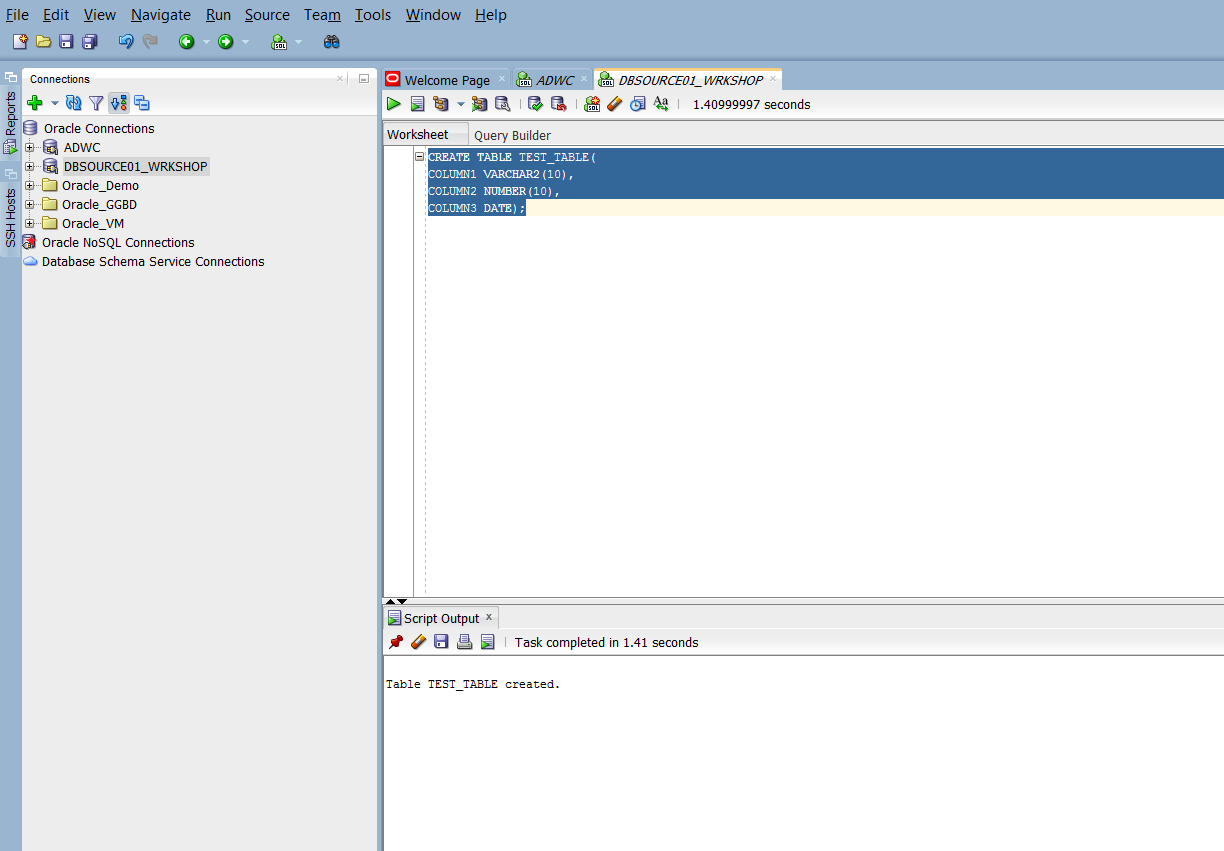 File Edit View Navigate Run Source Team Tools Window Help
Reports
SSH Hosts
Connections
Oracle Connections
ADWC
DBSOURCE01_WRKSHOP
Oracle_Demo
Oracle_GGBD
Oracle_VM
Oracle NoSQL Connections
Database Schema Service Connections
Welcome Page ADWC DBSOURCE01_WRKSHOP
1.40999997 seconds
Worksheet Query Builder
CREATE TABLE TEST_TABLE(
COLUMN1 VARCHAR2(10),
COLUMN2 NUMBER(10),
COLUMN3 DATE);
Script Output
Task completed in 1.41 seconds
Table TEST_TABLE created.